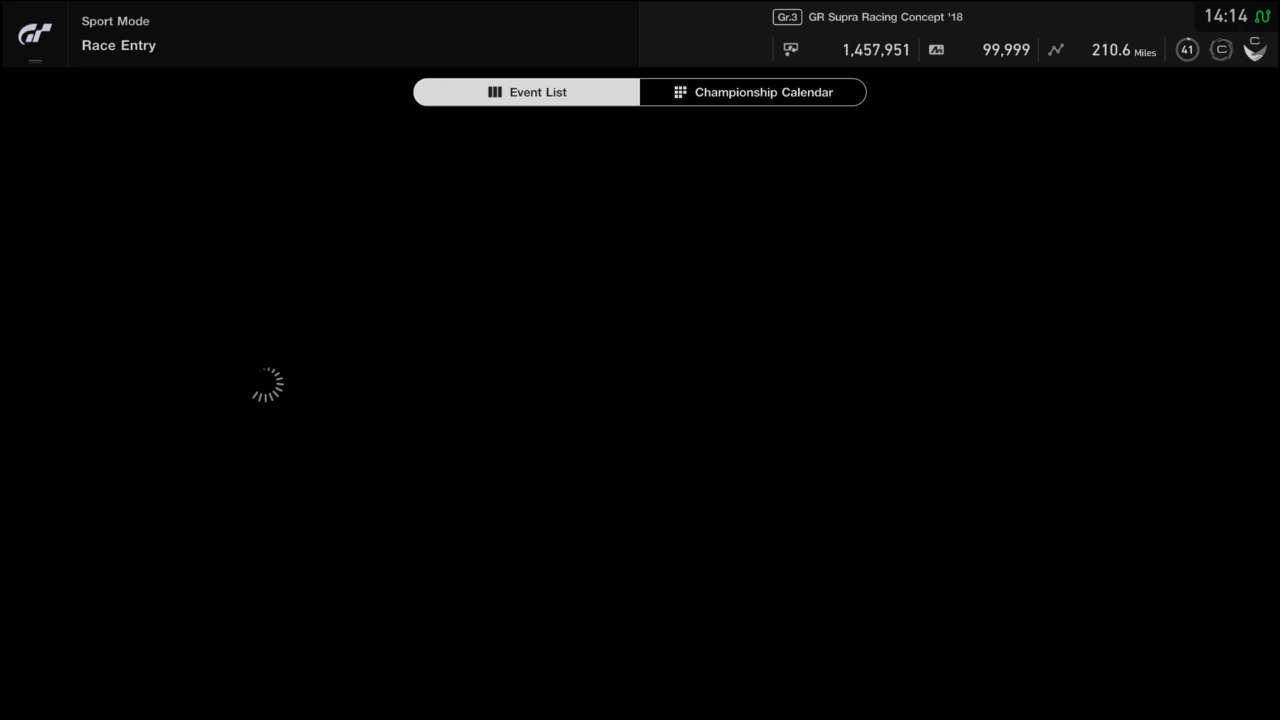 Sport Mode
Race Entry
Gr.3 GR Supra Racing Concept '18
14:14
1,457,951 99,999 210.6 Miles 41 C C
Event List
Championship Calendar